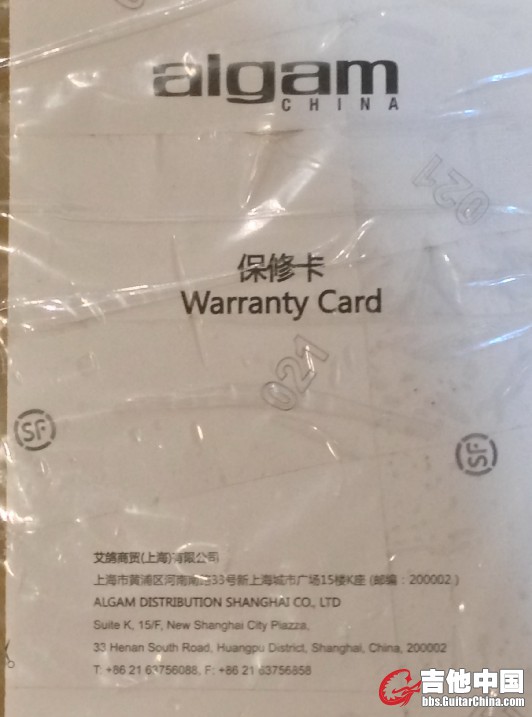 algam
CHINA
021
保修卡
Warranty Card
021
SF
SF
艾鸽商贸(上海)有限公司
上海市黄浦区河南南路33号新上海城市广场15楼K座 (邮编：200002)
ALGAM DISTRIBUTION SHANGHAI CO., LTD
Suite K, 15/F, New Shanghai City Piazza,
33 Henan South Road, Huangpu District, Shanghai, China, 200002
T: +86 21 63756088, F: +86 21 63756858
吉他中国
bbs.GuitarChina.com